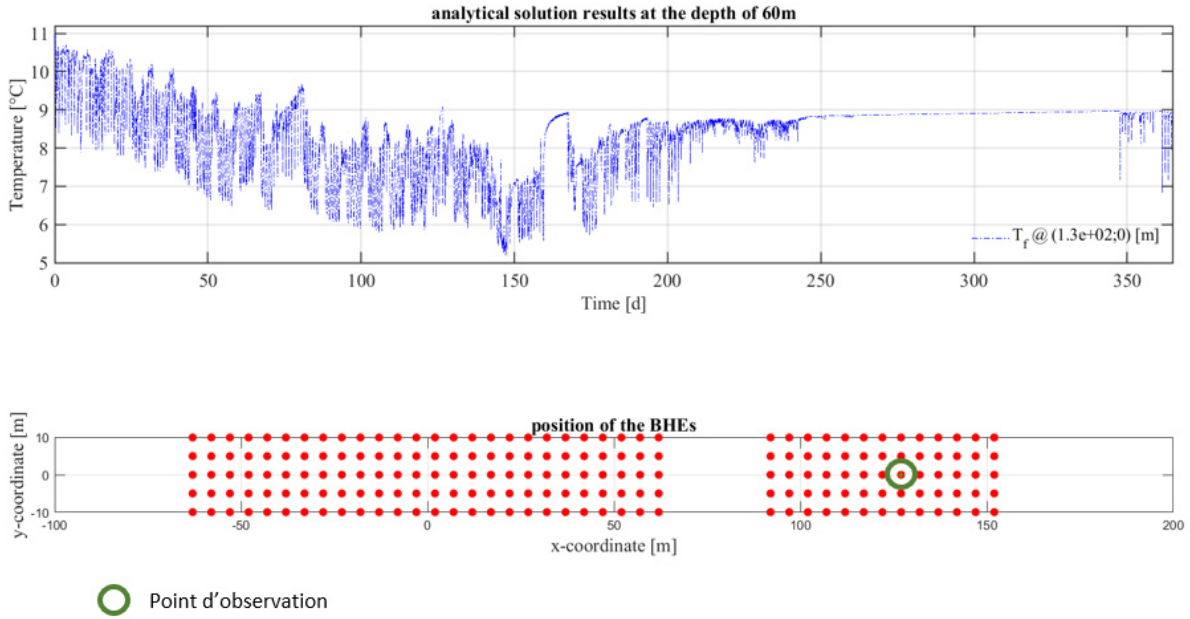 analytical solution results at the depth of 60m
11
10
9
8
7
6
5
Temperature [°C]
T_f @ (1.3e+02;0) [m]
0 50 100 150 200 250 300 350
Time [d]
position of the BHEs
y-coordinate [m]
10
0
-10
-100 -50 0 50 100 150 200
x-coordinate [m]
Point d'observation